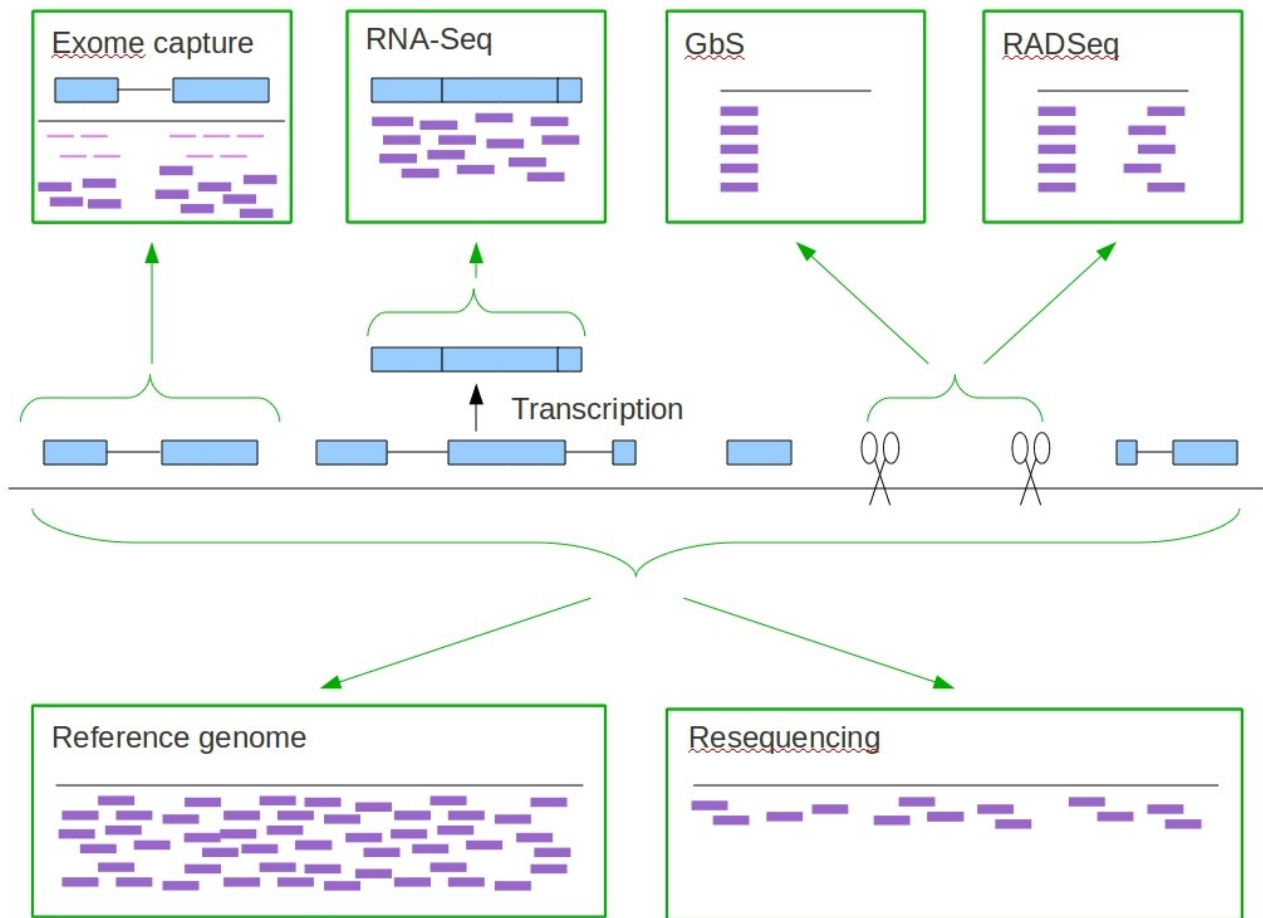 Exome capture
RNA-Seq
GbS
RADSeq
Transcription
Reference genome
Resequencing